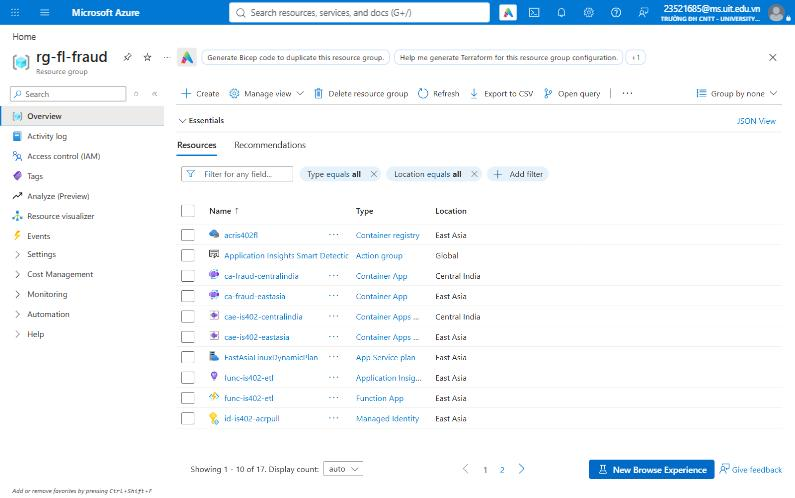 Microsoft Azure
Search resources, services, and docs (G+/)
23521685@ms.uit.edu.vn
TRƯỜNG ĐH CNTT - UNIVERSITY...
Home
rg-fl-fraud
Resource group
Generate Bicep code to duplicate this resource group.
Help me generate Terraform for this resource group configuration.
+1
Search
Create
Manage view
Delete resource group
Refresh
Export to CSV
Open query
Group by none
Overview
Activity log
Access control (IAM)
Tags
Analyze (Preview)
Resource visualizer
Events
Settings
Cost Management
Monitoring
Automation
Help
Essentials
JSON View
Resources
Recommendations
Filter for any field...
Type equals all
Location equals all
Add filter
Name ↑ Type Location
acris402fl Container registry East Asia
Application Insights Smart Detectic Action group Global
ca-fraud-centralindia Container App Central India
ca-fraud-eastasia Container App East Asia
cae-is402-centralindia Container Apps ... Central India
cae-is402-eastasia Container Apps ... East Asia
EastAsiaLinuxDynamicPlan App Service plan East Asia
func-is402-etl Application Insig... East Asia
func-is402-etl Function App East Asia
id-is402-acrpull Managed Identity East Asia
Showing 1 - 10 of 17. Display count: auto
1 2
New Browse Experience
Give feedback
Add or remove favorites by pressing Ctrl+Shift+F